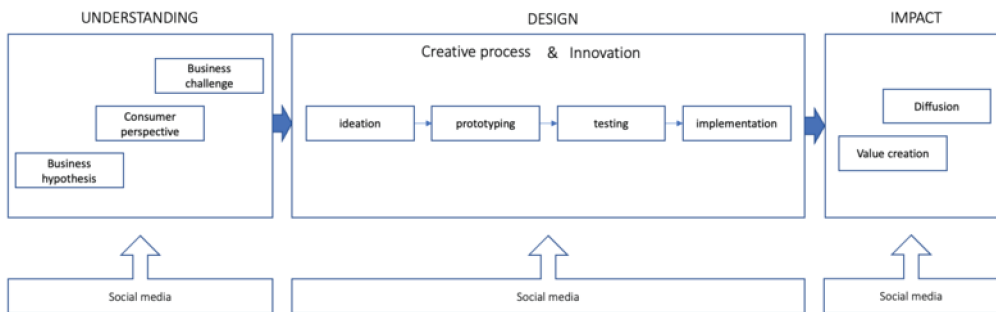 UNDERSTANDING
DESIGN
IMPACT
Creative process & Innovation
Business
challenge
Consumer
perspective
Business
hypothesis
ideation
prototyping
testing
implementation
Diffusion
Value creation
Social media
Social media
Social media